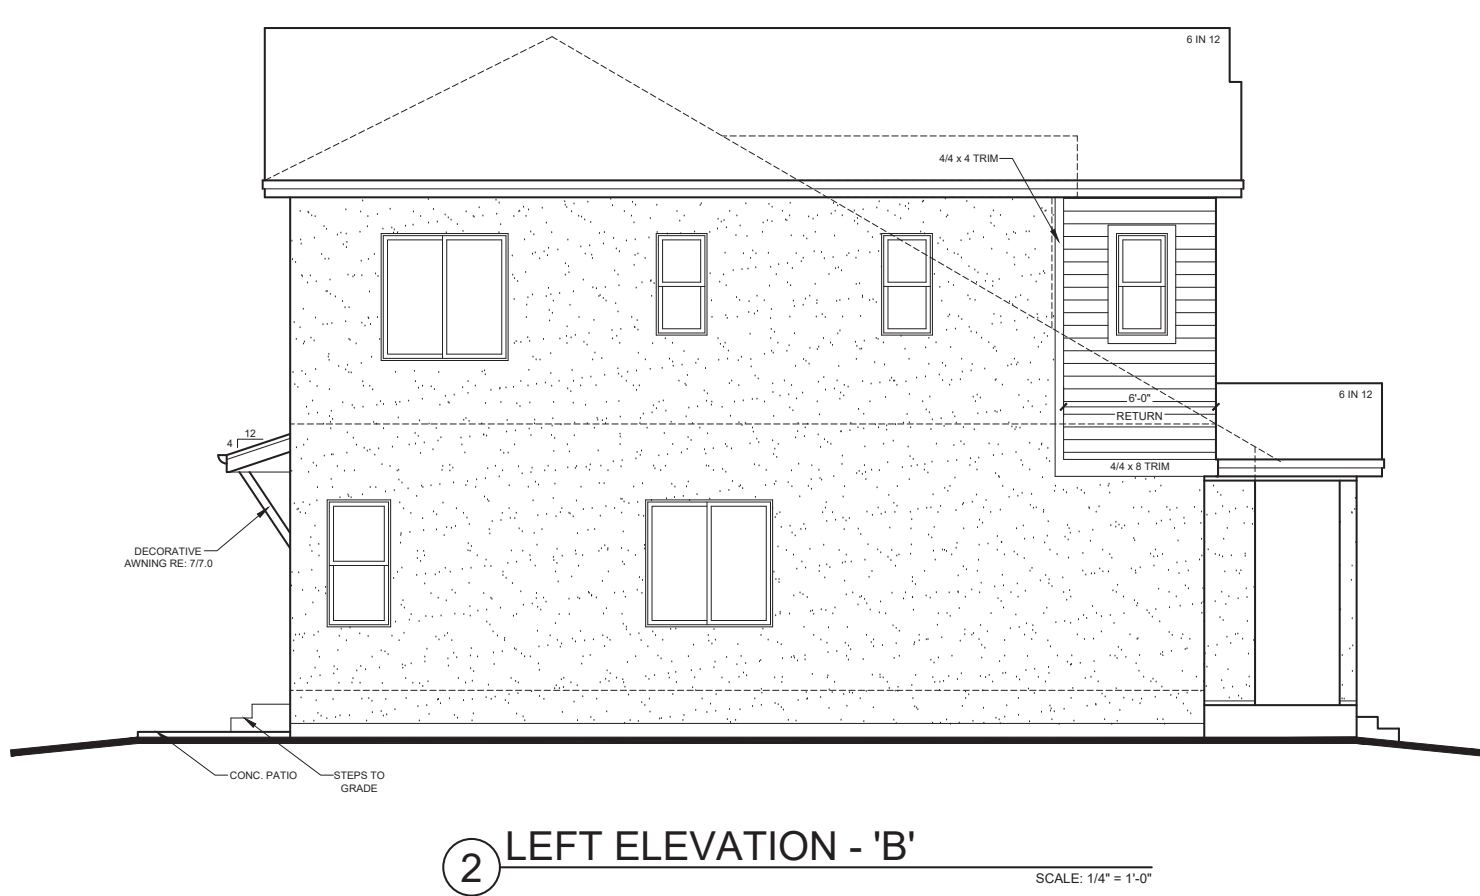 6 IN 12
4/4 x 4 TRIM
6'-0"
RETURN
6 IN 12
12
4
4/4 x 8 TRIM
DECORATIVE
AWNING RE: 7/7.0
CONC. PATIO
STEPS TO
GRADE
2
LEFT ELEVATION - 'B'
SCALE: 1/4" = 1'-0"